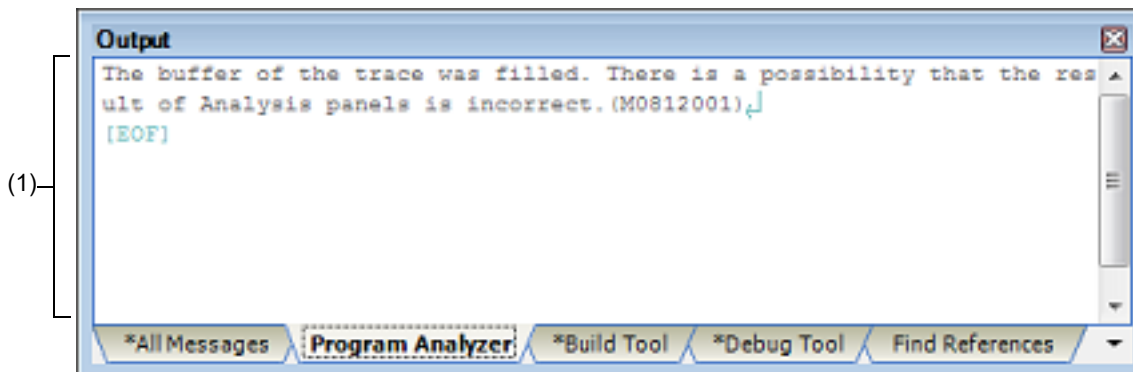 Output
The buffer of the trace was filled. There is a possibility that the res
ult of Analysis panels is incorrect.(M0812001)↵
[EOF]
(1)
*All Messages Program Analyzer *Build Tool *Debug Tool Find References